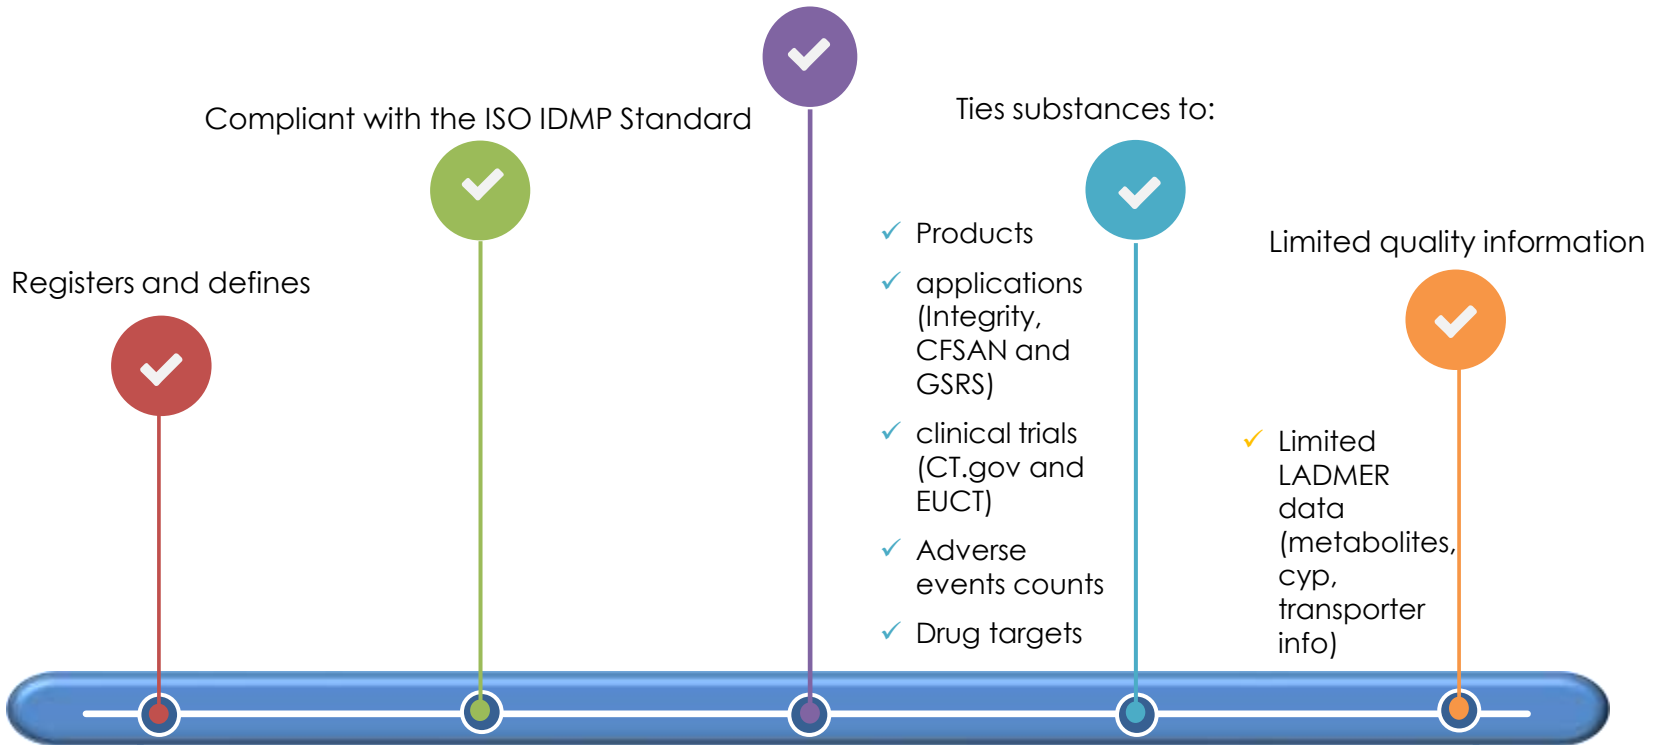 Registers and defines
Compliant with the ISO IDMP Standard
Ties substances to:
Products
applications
(Integrity,
CFSAN and
GSRS)
clinical trials
(CT.gov and
EUCT)
Adverse
events counts
Drug targets
Limited quality information
Limited
LADMER
data
(metabolites,
cyp,
transporter
info)